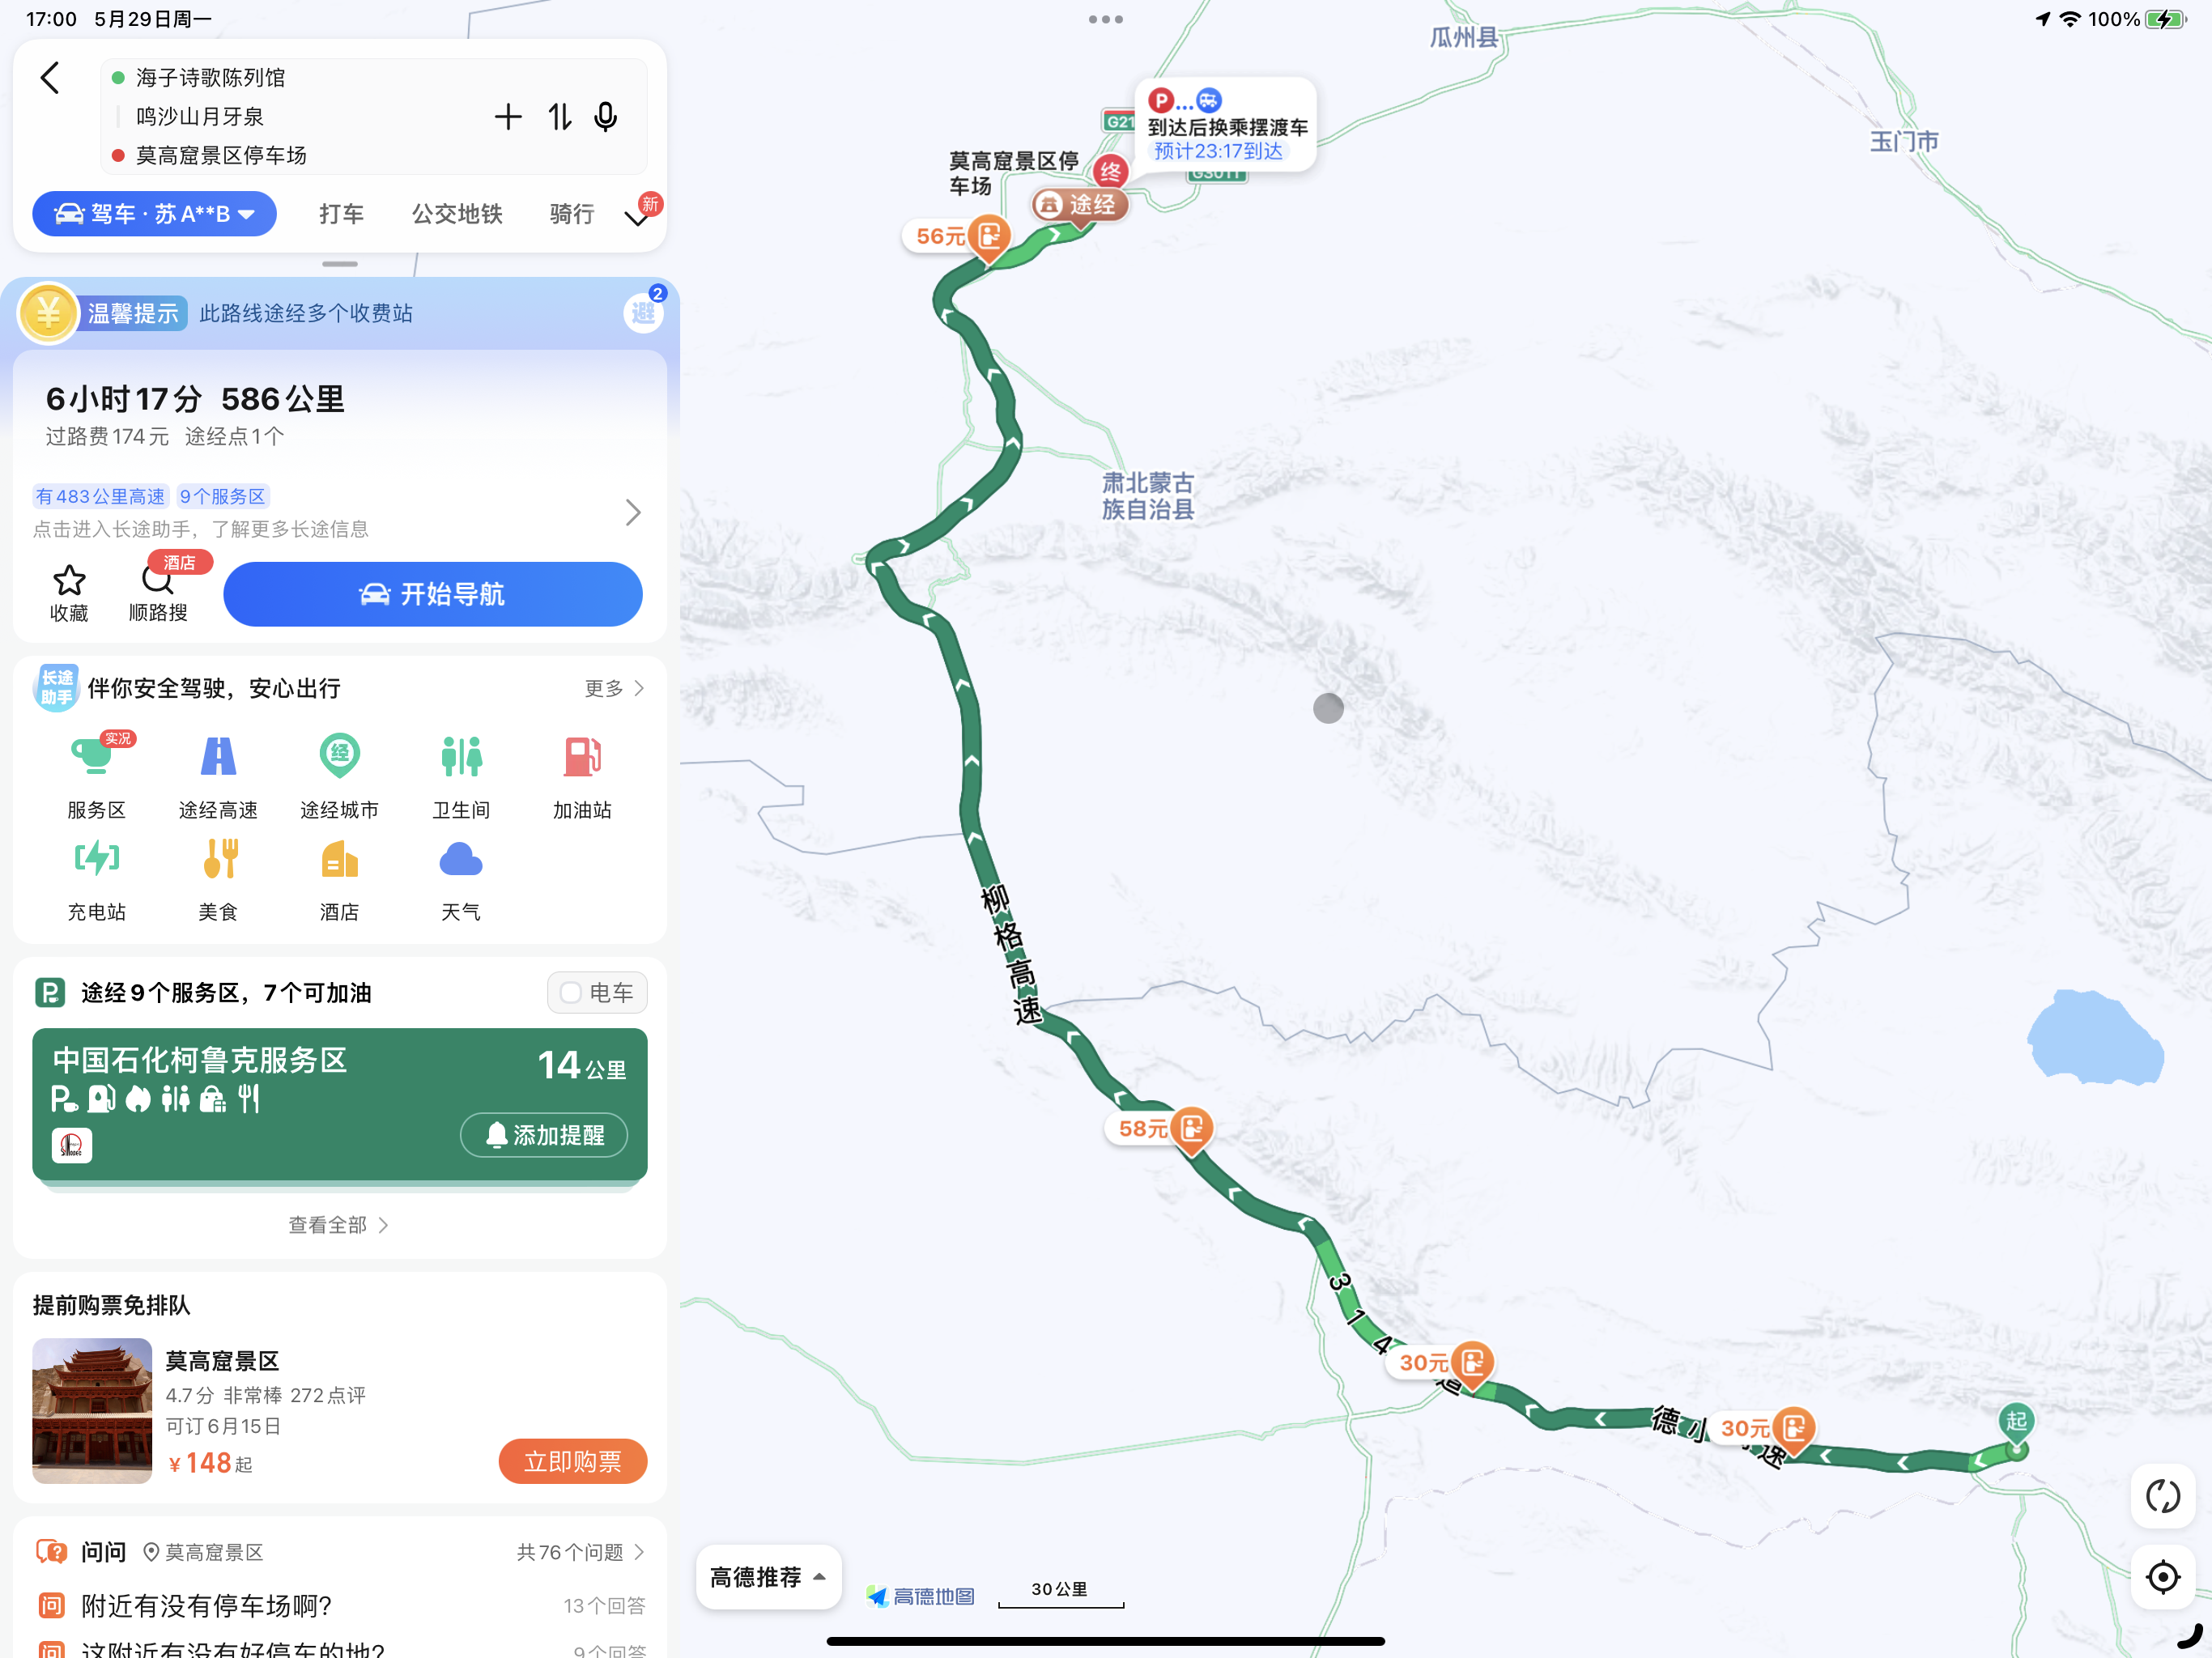 17:00 5月29日周一
100%
海子诗歌陈列馆
鸣沙山月牙泉
莫高窟景区停车场
驾车·苏A**B
打车
公交地铁
骑行
新
温馨提示
此路线途经多个收费站
避
2
6小时17分 586公里
过路费174元 途经点1个
有483公里高速 9个服务区
点击进入长途助手，了解更多长途信息
收藏
酒店
顺路搜
开始导航
长途
助手
伴你安全驾驶，安心出行
更多
实况
服务区
途经高速
经
途经城市
卫生间
加油站
充电站
美食
酒店
天气
途经9个服务区，7个可加油
电车
中国石化柯鲁克服务区
14公里
添加提醒
查看全部
提前购票免排队
莫高窟景区
4.7分 非常棒 272点评
可订6月15日
¥148起
立即购票
问问
莫高窟景区
共76个问题
问 附近有没有停车场啊？
13个回答
问 这附近有没有好停车的地？
9个回答
瓜州县
玉门市
G21
P...
到达后换乘摆渡车
预计23:17到达
G3011
莫高窟景区停
车场
终
途经
56元
肃北蒙古
族自治县
柳格高速
58元
314
道
30元
德小
速
30元
起
高德推荐
高德地图
30公里